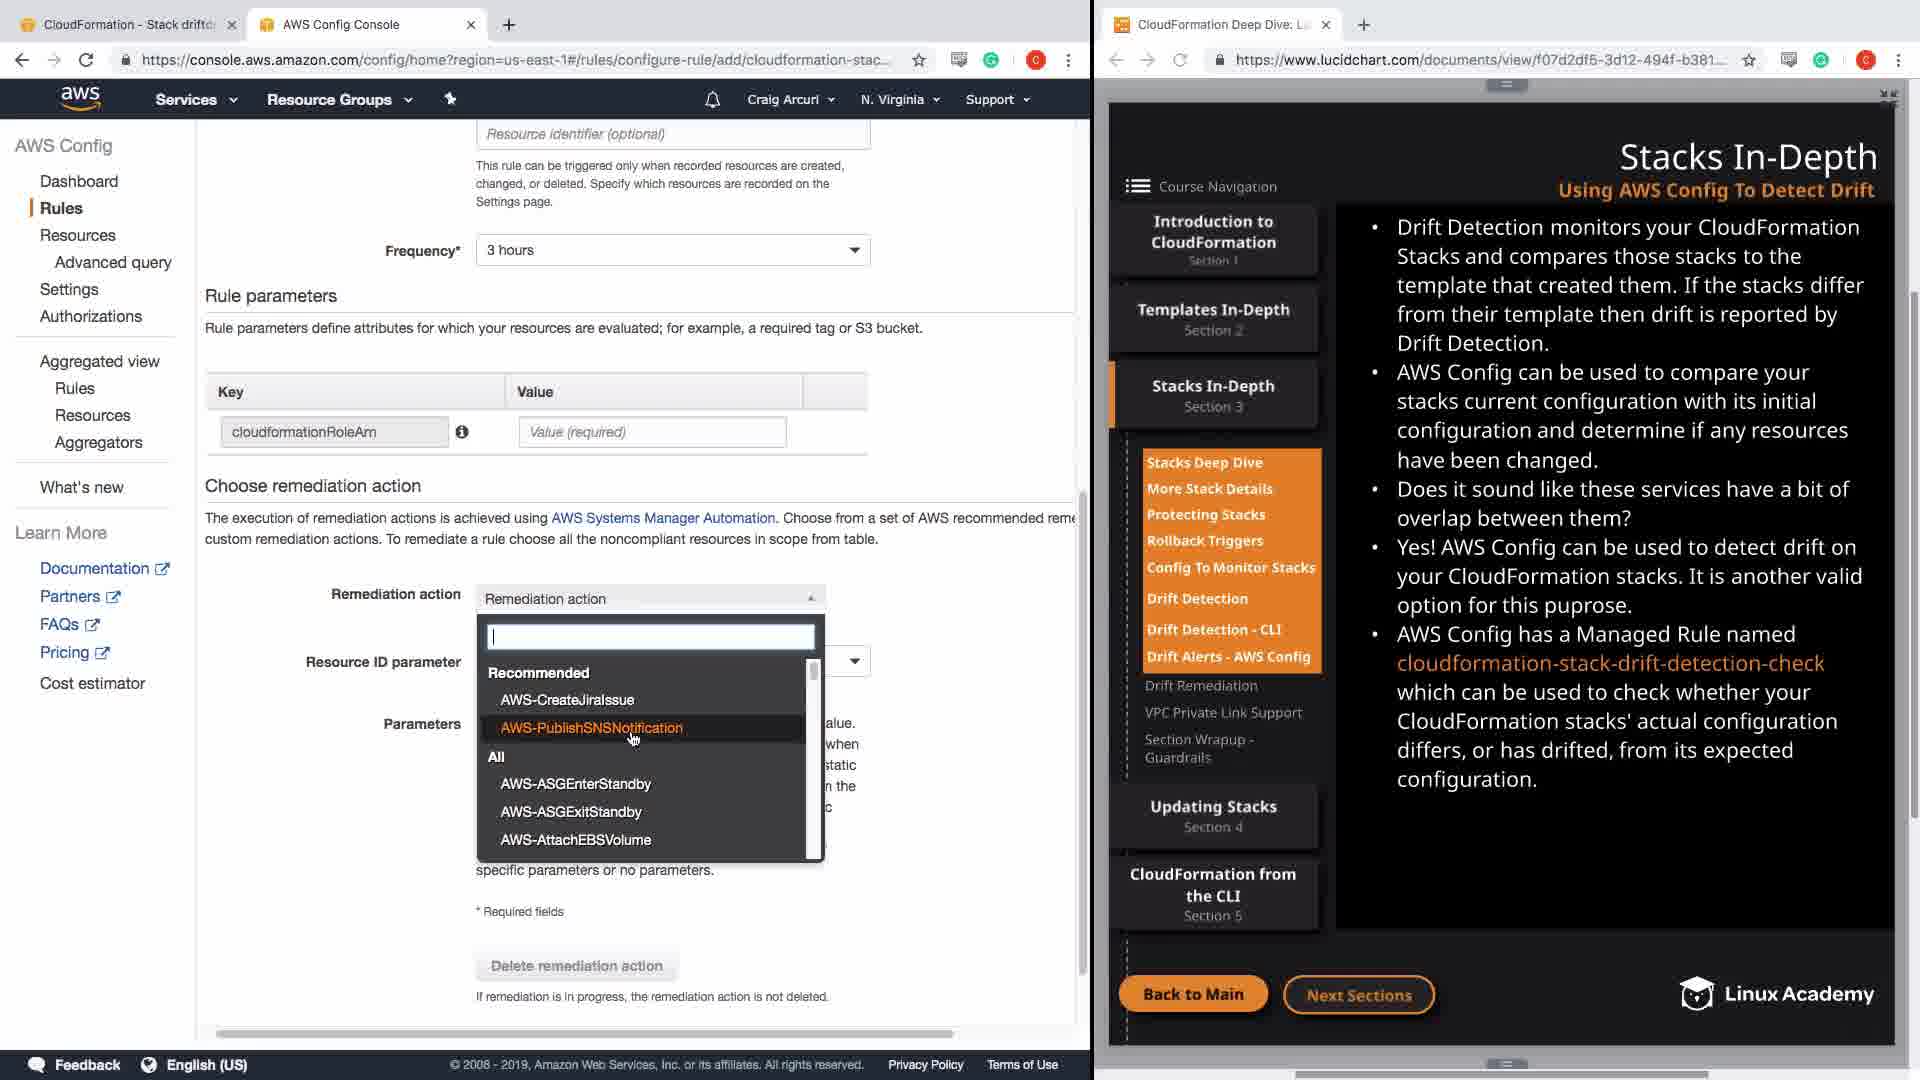 CloudFormation - Stack driftd
AWS Config Console
https://console.aws.amazon.com/config/home?region=us-east-1#/rules/configure-rule/add/cloudformation-stac...
C
aws
Services
Resource Groups
Craig Arcuri
N. Virginia
Support
AWS Config
Dashboard
Rules
Resources
Advanced query
Settings
Authorizations
Aggregated view
Rules
Resources
Aggregators
What's new
Learn More
Documentation
Partners
FAQs
Pricing
Cost estimator
Resource identifier (optional)
This rule can be triggered only when recorded resources are created,
changed, or deleted. Specify which resources are recorded on the
Settings page.
Frequency* 3 hours
Rule parameters
Rule parameters define attributes for which your resources are evaluated; for example, a required tag or S3 bucket.
Key Value
cloudformationRoleArn Value (required)
Choose remediation action
The execution of remediation actions is achieved using AWS Systems Manager Automation. Choose from a set of AWS recommended reme
custom remediation actions. To remediate a rule choose all the noncompliant resources in scope from table.
Remediation action Remediation action
Resource ID parameter
Recommended
AWS-CreateJiraIssue
AWS-PublishSNSNotification
All
AWS-ASGEnterStandby
AWS-ASGExitStandby
AWS-AttachEBSVolume
Parameters
alue.
when
static
n the
c
specific parameters or no parameters.
* Required fields
Delete remediation action
If remediation is in progress, the remediation action is not deleted.
Feedback
English (US)
© 2008 - 2019, Amazon Web Services, Inc. or its affiliates. All rights reserved.
Privacy Policy
Terms of Use
CloudFormation Deep Dive: Lu
https://www.lucidchart.com/documents/view/f07d2df5-3d12-494f-b381...
C
Stacks In-Depth
Using AWS Config To Detect Drift
Course Navigation
Introduction to
CloudFormation
Section 1
Templates In-Depth
Section 2
Stacks In-Depth
Section 3
Stacks Deep Dive
More Stack Details
Protecting Stacks
Rollback Triggers
Config To Monitor Stacks
Drift Detection
Drift Detection - CLI
Drift Alerts - AWS Config
Drift Remediation
VPC Private Link Support
Section Wrapup -
Guardrails
Updating Stacks
Section 4
CloudFormation from
the CLI
Section 5
• Drift Detection monitors your CloudFormation
Stacks and compares those stacks to the
template that created them. If the stacks differ
from their template then drift is reported by
Drift Detection.
• AWS Config can be used to compare your
stacks current configuration with its initial
configuration and determine if any resources
have been changed.
• Does it sound like these services have a bit of
overlap between them?
• Yes! AWS Config can be used to detect drift on
your CloudFormation stacks. It is another valid
option for this puprose.
• AWS Config has a Managed Rule named
cloudformation-stack-drift-detection-check
which can be used to check whether your
CloudFormation stacks' actual configuration
differs, or has drifted, from its expected
configuration.
Back to Main
Next Sections
Linux Academy